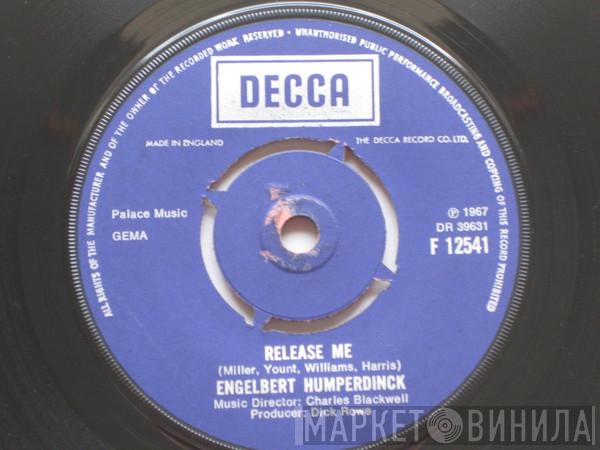 ALL RIGHTS OF THE MANUFACTURER AND OF THE OWNER OF THE RECORDED WORK RESERVED • UNAUTHORISED PUBLIC PERFORMANCE BROADCASTING AND COPYING OF THIS RECORD PROHIBITED
DECCA
MADE IN ENGLAND
THE DECCA RECORD CO. LTD.
Palace Music
GEMA
℗ 1967
DR 39631
F 12541
RELEASE ME
(Miller, Yount, Williams, Harris)
ENGELBERT HUMPERDINCK
Music Director: Charles Blackwell
Producer: Dick Rowe
МАРКЕТ ВИНИЛА